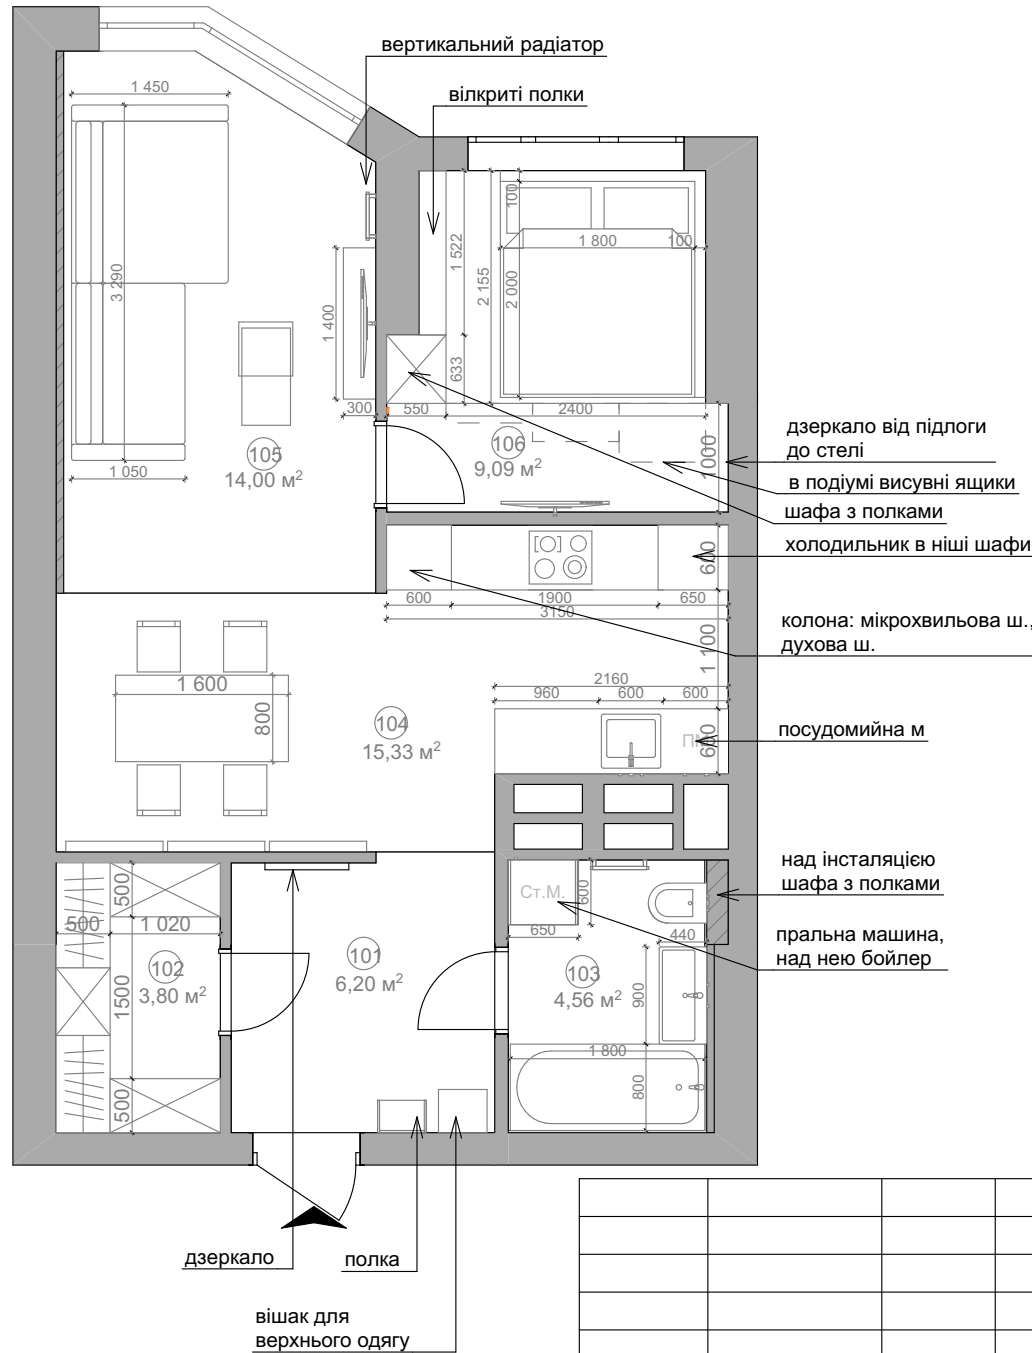 вертикальний радіатор
вілкриті полки
1 450
3 290
1 050
1 400
300
105
14,00 м²
100
1 522
2 155
1 800
100
2 000
633
550
2400
106
9,09 м²
1000
дзеркало від підлоги
до стелі
в подіумі висувні ящики
шафа з полками
холодильник в ніші шафи
600
1900
650
3150
600
колона: мікрохвильова ш.,
духова ш.
1 100
2160
960
600
600
посудомийна м
ПМ
600
1 600
800
104
15,33 м²
над інсталяцією
шафа з полками
Ст.М.
600
650
440
пральна машина,
над нею бойлер
500
500
1 020
102
3,80 м²
1500
500
101
6,20 м²
103
4,56 м²
900
1 800
800
дзеркало
полка
вішак для
верхнього одягу